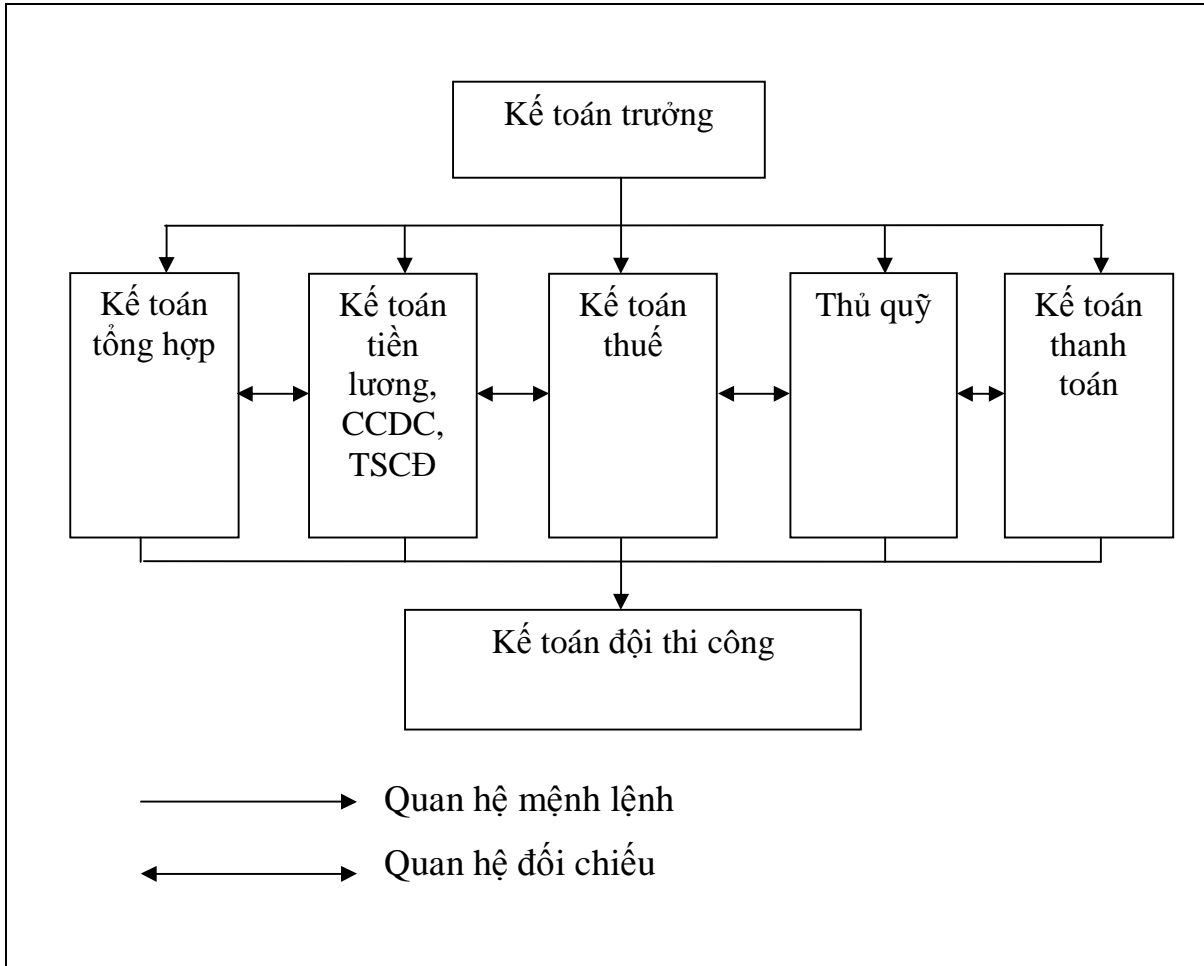 Kế toán trưởng
Kế toán
tổng hợp
Kế toán
tiền
lương,
CCDC,
TSCĐ
Kế toán
thuế
Thủ quỹ
Kế toán
thanh
toán
Kế toán đội thi công
Quan hệ mệnh lệnh
Quan hệ đối chiếu